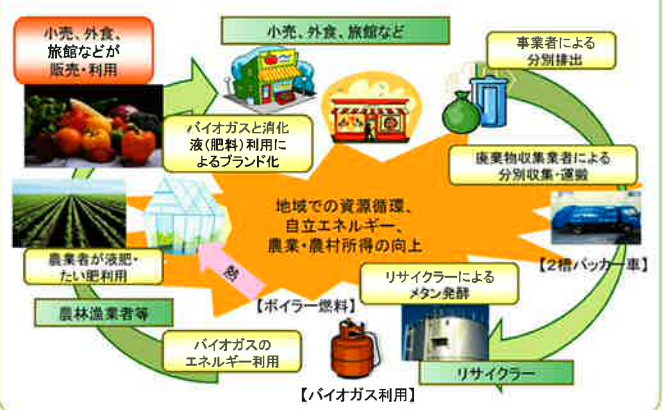 小売、外食、
旅館などが
販売・利用
小売、外食、旅館など
事業者による
分別排出
バイオガスと消化
液(肥料)利用に
よるブランド化
廃棄物収集業者による
分別収集・運搬
地域での資源循環、
自立エネルギー、
農業・農村所得の向上
【2槽パッカー車】
農業者が液肥・
たい肥利用
熱
リサイクラーによる
メタン発酵
【ボイラー燃料】
農林漁業者等
バイオガスの
エネルギー利用
リサイクラー
【バイオガス利用】